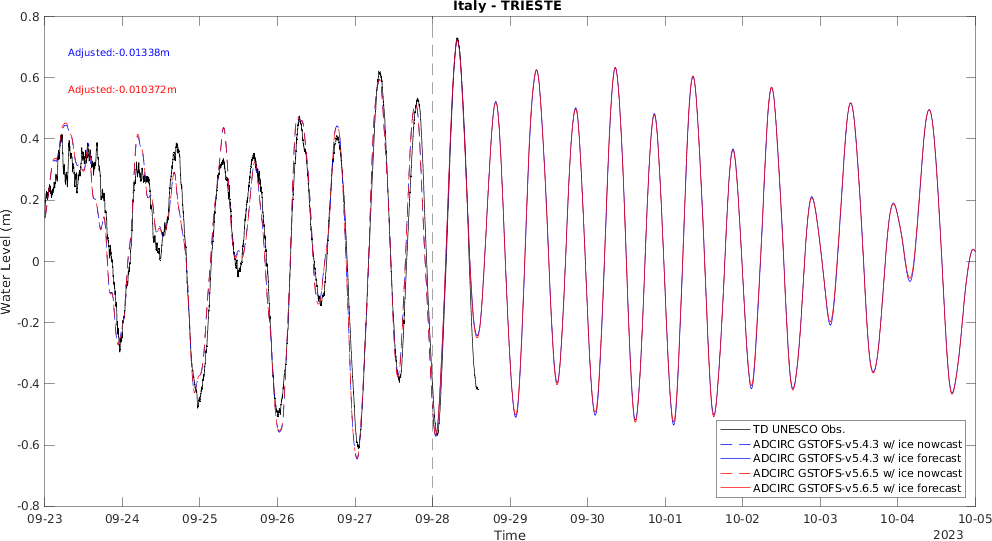 Italy - TRIESTE
Adjusted:-0.01338m
Adjusted:-0.010372m
Water Level (m)
0.8
0.6
0.4
0.2
0
-0.2
-0.4
-0.6
-0.8
TD UNESCO Obs.
ADCIRC GSTOFS-v5.4.3 w/ ice nowcast
ADCIRC GSTOFS-v5.4.3 w/ ice forecast
ADCIRC GSTOFS-v5.6.5 w/ ice nowcast
ADCIRC GSTOFS-v5.6.5 w/ ice forecast
09-23 09-24 09-25 09-26 09-27 09-28 09-29 09-30 10-01 10-02 10-03 10-04 10-05
Time
2023